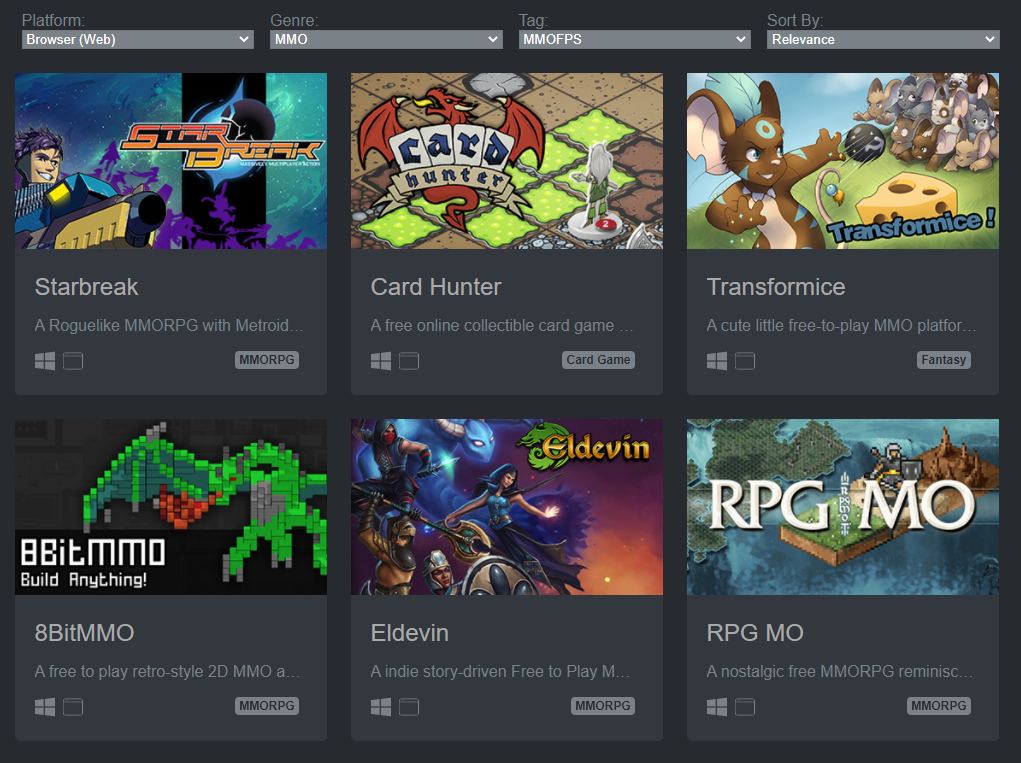 Platform: Genre: Tag: Sort By:
Browser (Web) MMO MMOFPS Relevance
STAR BREAK
MASSIVELY MULTIPLAYER ACTION
card hunter
2
Transformice !
Starbreak Card Hunter Transformice
A Roguelike MMORPG with Metroid… A free online collectible card game … A cute little free-to-play MMO platfor…
MMORPG Card Game Fantasy
8BitMMO
Build Anything!
Eldevin
RPG MO
8BitMMO Eldevin RPG MO
A free to play retro-style 2D MMO a… A indie story-driven Free to Play M… A nostalgic free MMORPG reminisc…
MMORPG MMORPG MMORPG